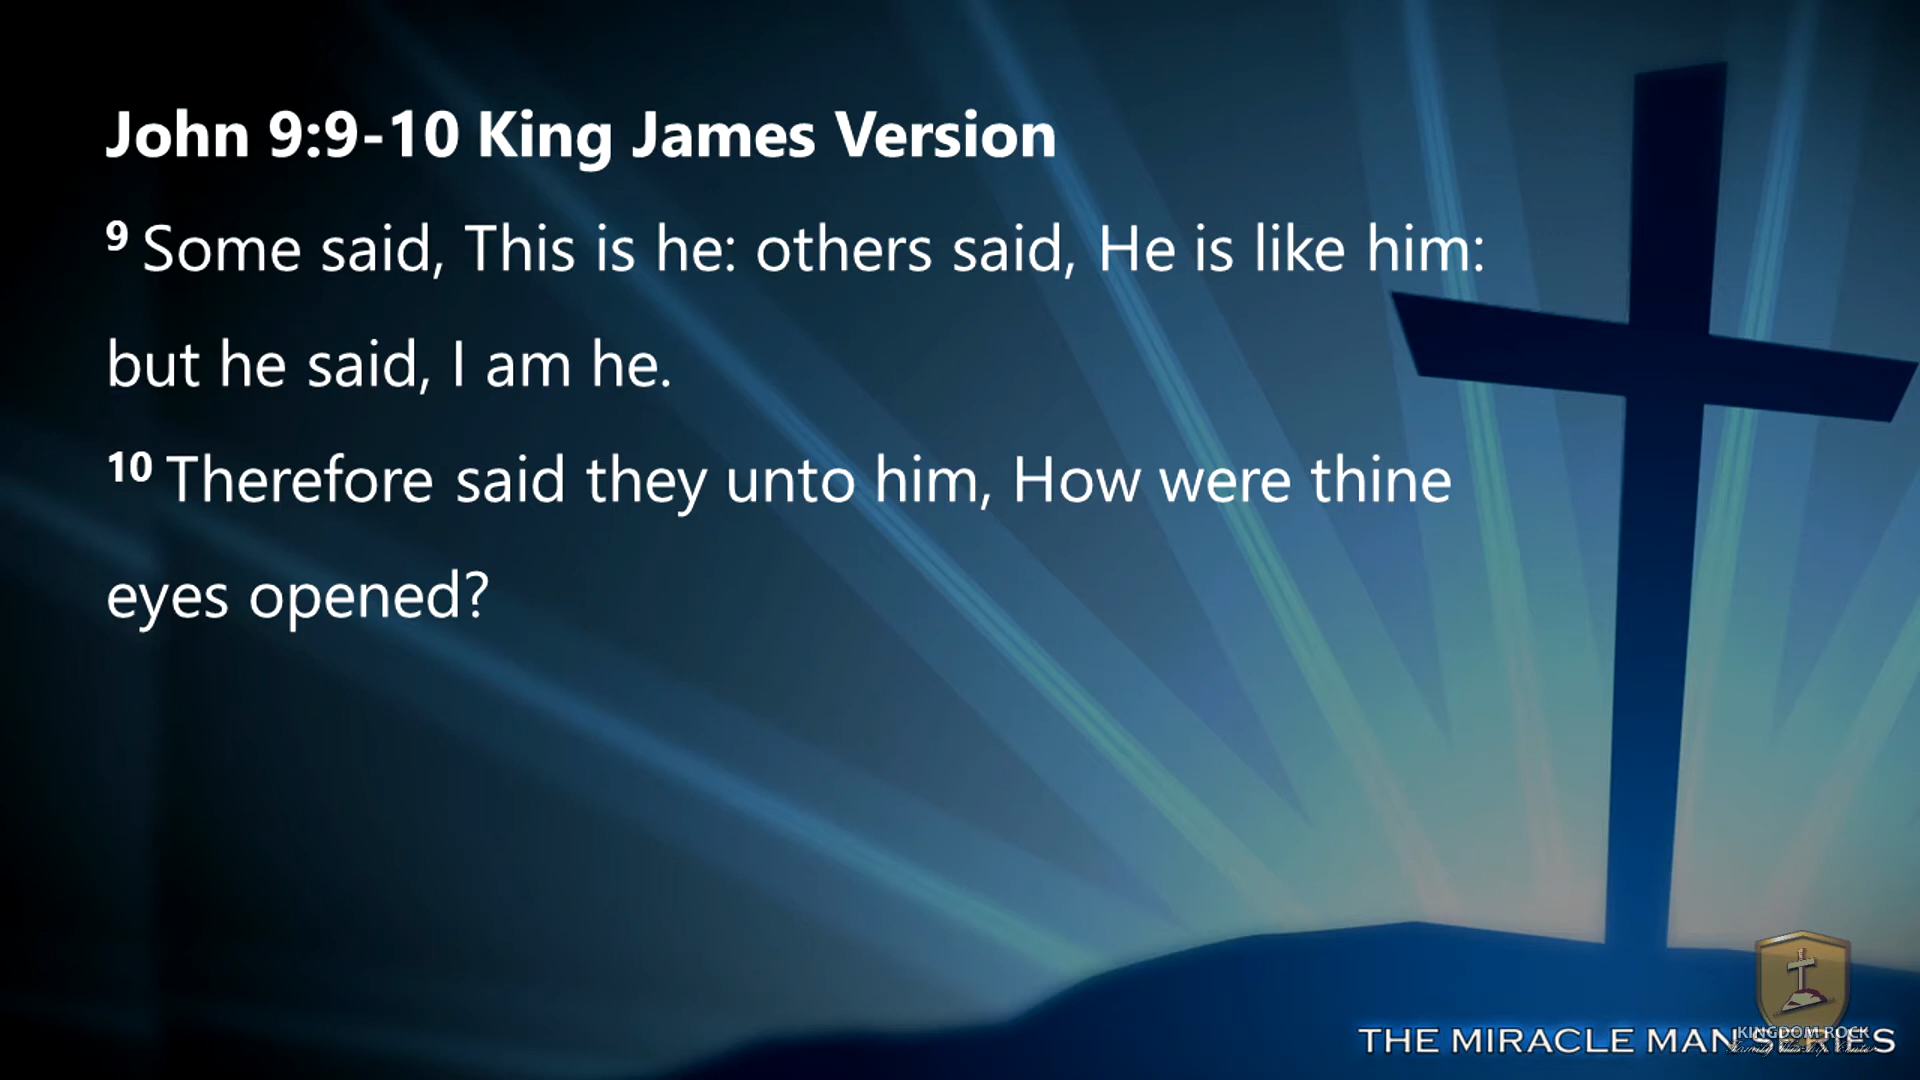 John 9:9-10 King James Version
9 Some said, This is he: others said, He is like him:
but he said, I am he.
10 Therefore said they unto him, How were thine
eyes opened?
KINGDOM ROCK
THE MIRACLE MAN SERIES